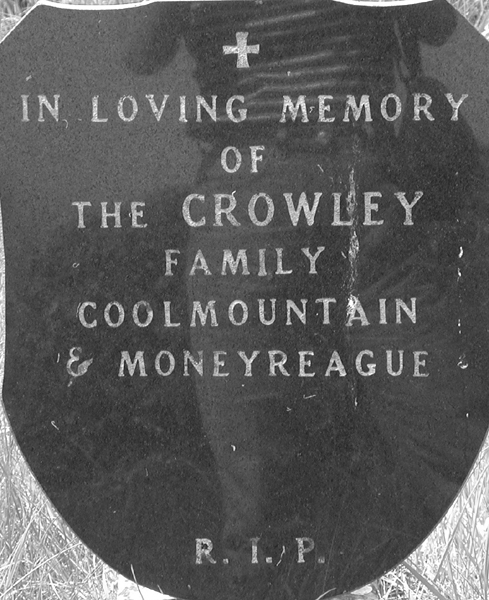 IN LOVING MEMORY
OF
THE CROWLEY
FAMILY
COOLMOUNTAIN
& MONEYREAGUE
R. I. P.